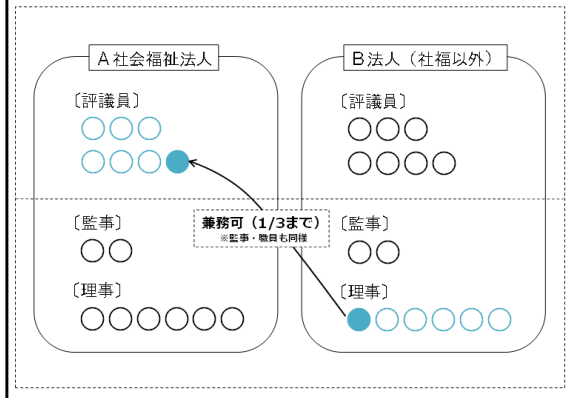 A社会福祉法人
B法人（社福以外）
〔評議員〕
〔評議員〕
兼務可（1/3まで）
※監事・職員も同様
〔監事〕
〔監事〕
〔理事〕
〔理事〕